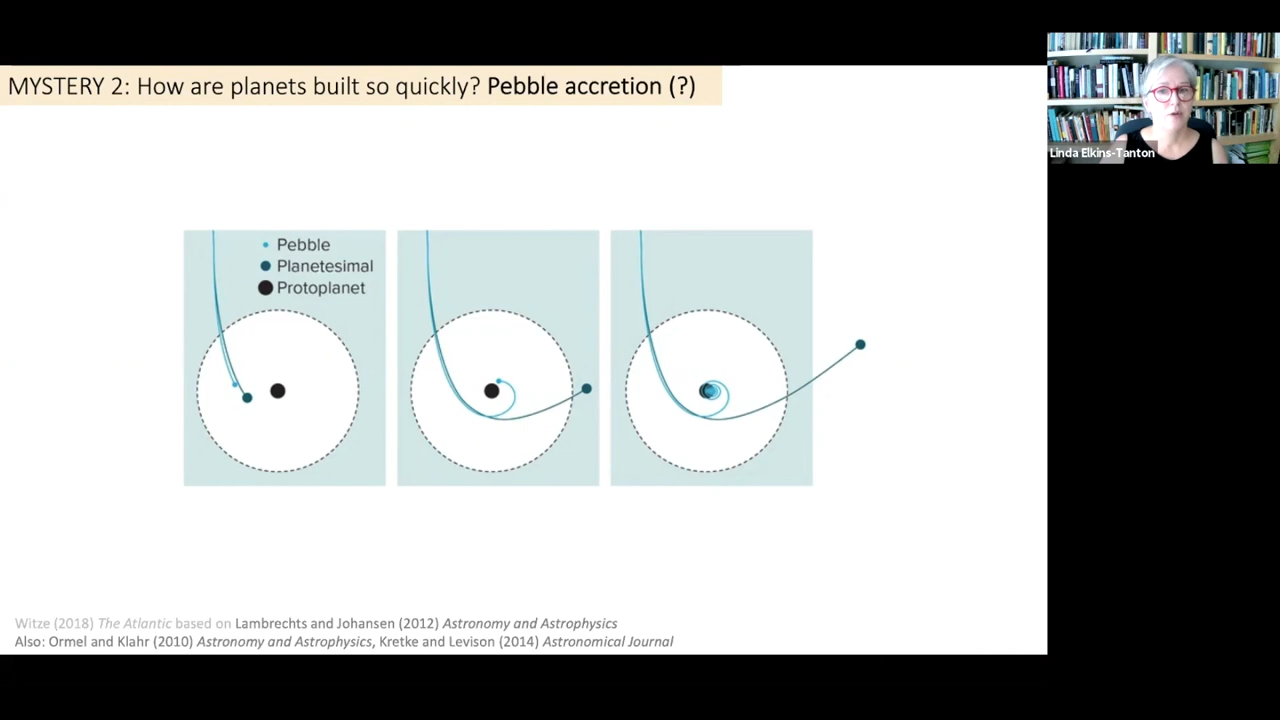 MYSTERY 2: How are planets built so quickly? Pebble accretion (?)
Linda Elkins-Tanton
Pebble
Planetesimal
Protoplanet
Witze (2018) The Atlantic based on Lambrechts and Johansen (2012) Astronomy and Astrophysics
Also: Ormel and Klahr (2010) Astronomy and Astrophysics, Kretke and Levison (2014) Astronomical Journal